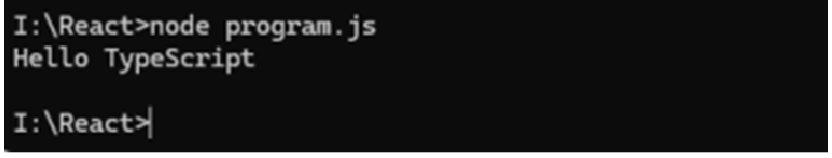 I:\React>node program.js
Hello TypeScript
I:\React>